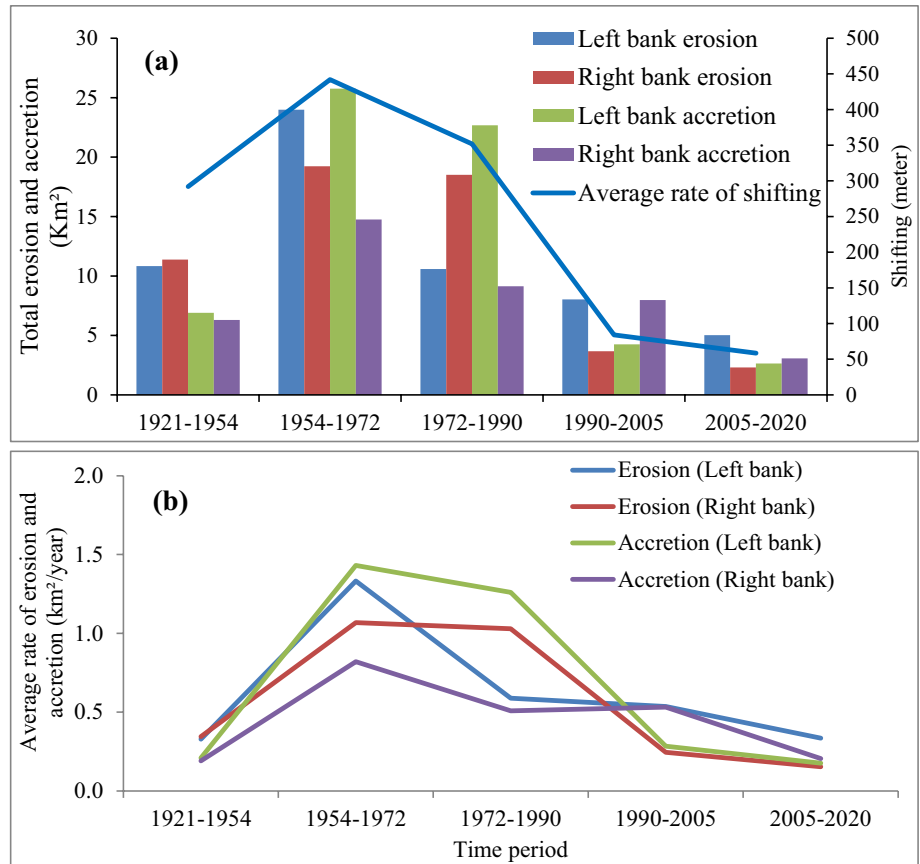 (a)
Total erosion and accretion
(Km²)
30
25
20
15
10
5
0
Left bank erosion
Right bank erosion
Left bank accretion
Right bank accretion
Average rate of shifting
500
450
400
350
300
250
200
150
100
50
0
Shifting (meter)
1921-1954 1954-1972 1972-1990 1990-2005 2005-2020
(b)
Average rate of erosion and
accretion (km²/year)
2.0
1.5
1.0
0.5
0.0
Erosion (Left bank)
Erosion (Right bank)
Accretion (Left bank)
Accretion (Right bank)
1921-1954 1954-1972 1972-1990 1990-2005 2005-2020
Time period